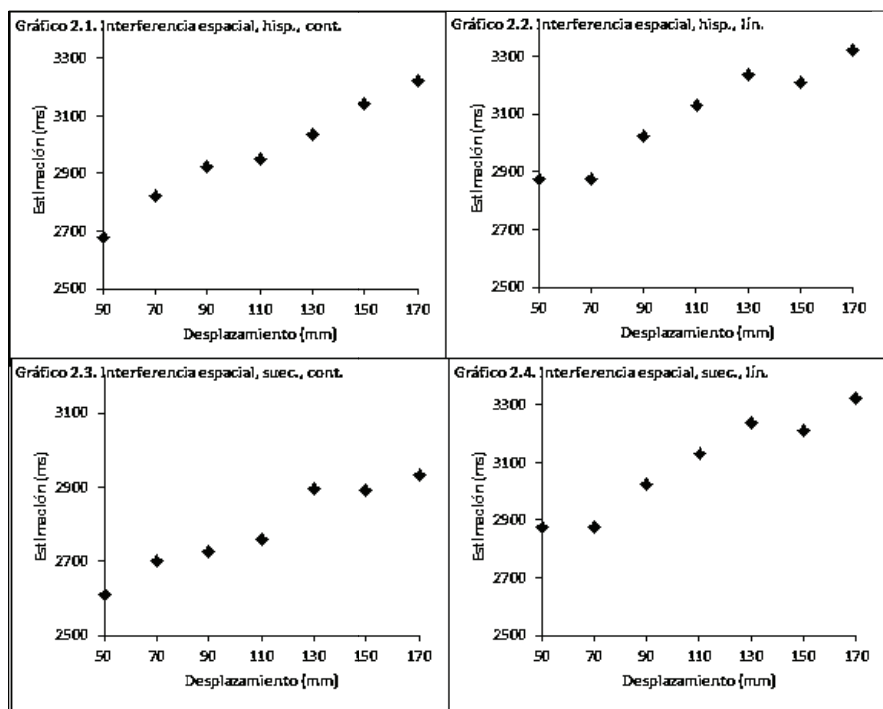 Gráfico 2.1. Interferencia espacial, hisp., cont.
Estimación (ms)
3300
3100
2900
2700
2500
50 70 90 110 130 150 170
Desplazamiento (mm)
Gráfico 2.2. Interferencia espacial, hisp., lín.
Estimación (ms)
3300
3100
2900
2700
2500
50 70 90 110 130 150 170
Desplazamiento (mm)
Gráfico 2.3. Interferencia espacial, suec., cont.
Estimación (ms)
3100
2900
2700
2500
50 70 90 110 130 150 170
Desplazamiento (mm)
Gráfico 2.4. Interferencia espacial, suec., lín.
Estimación (ms)
3300
3100
2900
2700
2500
50 70 90 110 130 150 170
Desplazamiento (mm)